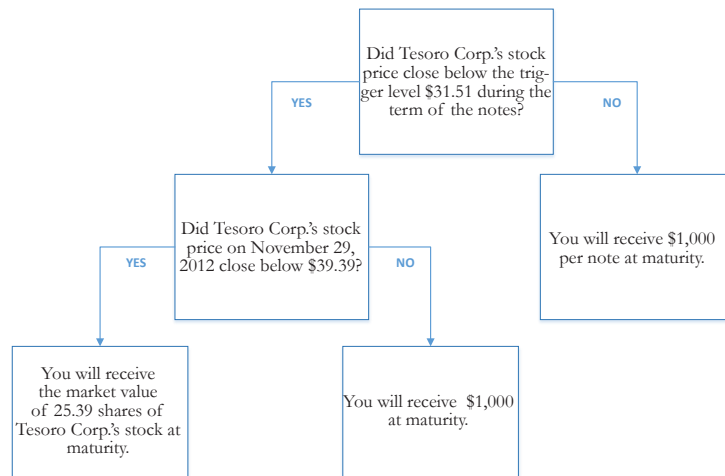 Did Tesoro Corp.'s stock
price close below the trig-
ger level $31.51 during the
term of the notes?
YES
NO
Did Tesoro Corp.'s stock
price on November 29,
2012 close below $39.39?
You will receive $1,000
per note at maturity.
YES
NO
You will receive
the market value
of 25.39 shares of
Tesoro Corp.'s stock at
maturity.
You will receive  $1,000
at maturity.